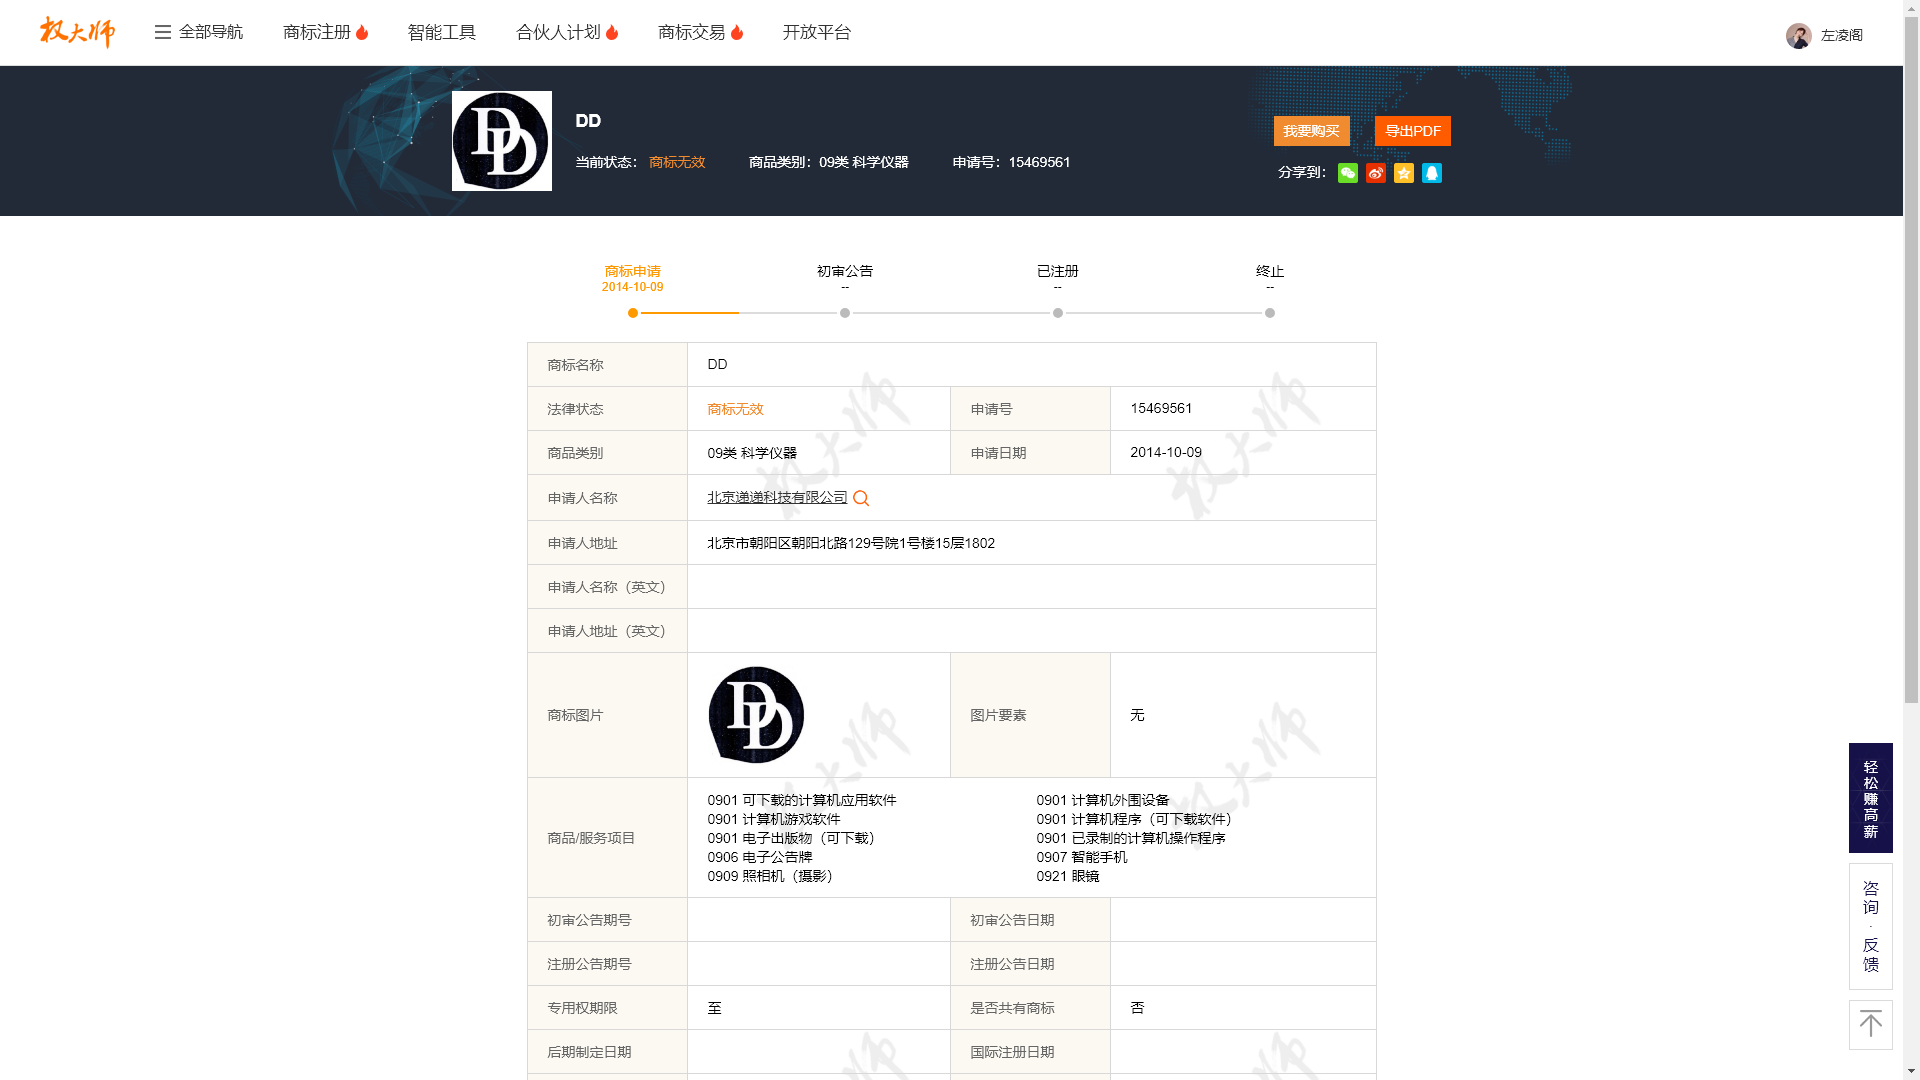 权大师
全部导航
商标注册
智能工具
合伙人计划
商标交易
开放平台
左凌阁
DD
DD
当前状态： 商标无效
商品类别：09类 科学仪器
申请号：15469561
我要购买
导出PDF
分享到：
商标申请
2014-10-09
初审公告
--
已注册
--
终止
--
商标名称 DD
法律状态 商标无效 申请号 15469561
商品类别 09类 科学仪器 申请日期 2014-10-09
申请人名称 北京递递科技有限公司
申请人地址 北京市朝阳区朝阳北路129号院1号楼15层1802
申请人名称（英文）
申请人地址（英文）
商标图片 DD 图片要素 无
商品/服务项目
0901 可下载的计算机应用软件 0901 计算机外围设备
0901 计算机游戏软件 0901 计算机程序（可下载软件）
0901 电子出版物（可下载） 0901 已录制的计算机操作程序
0906 电子公告牌 0907 智能手机
0909 照相机（摄影） 0921 眼镜
初审公告期号 初审公告日期
注册公告期号 注册公告日期
专用权期限 至 是否共有商标 否
后期制定日期 国际注册日期
权大师
权大师
权大师
权大师
师
师
轻松赚高薪
咨询·反馈